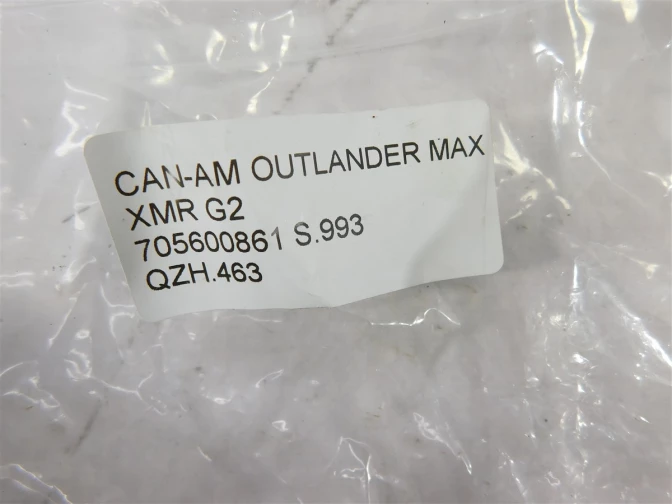 CAN-AM OUTLANDER MAX
XMR G2
705600861 S.993
QZH.463